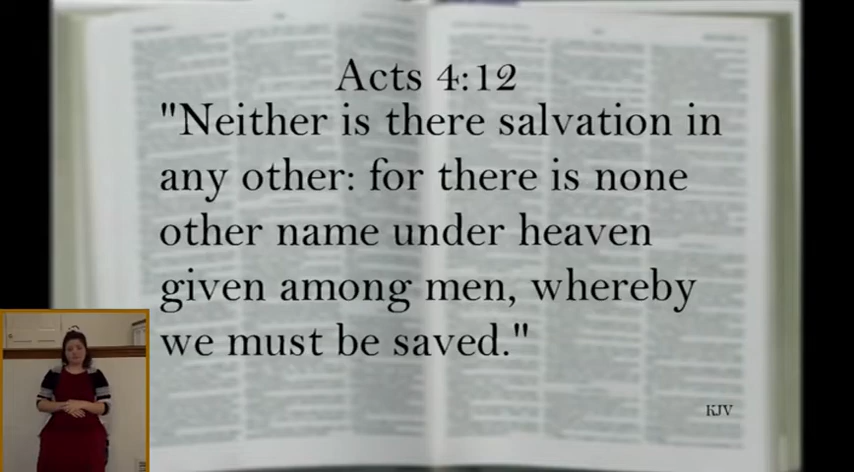 Acts 4:12
"Neither is there salvation in
any other: for there is none
other name under heaven
given among men, whereby
we must be saved."
KJV